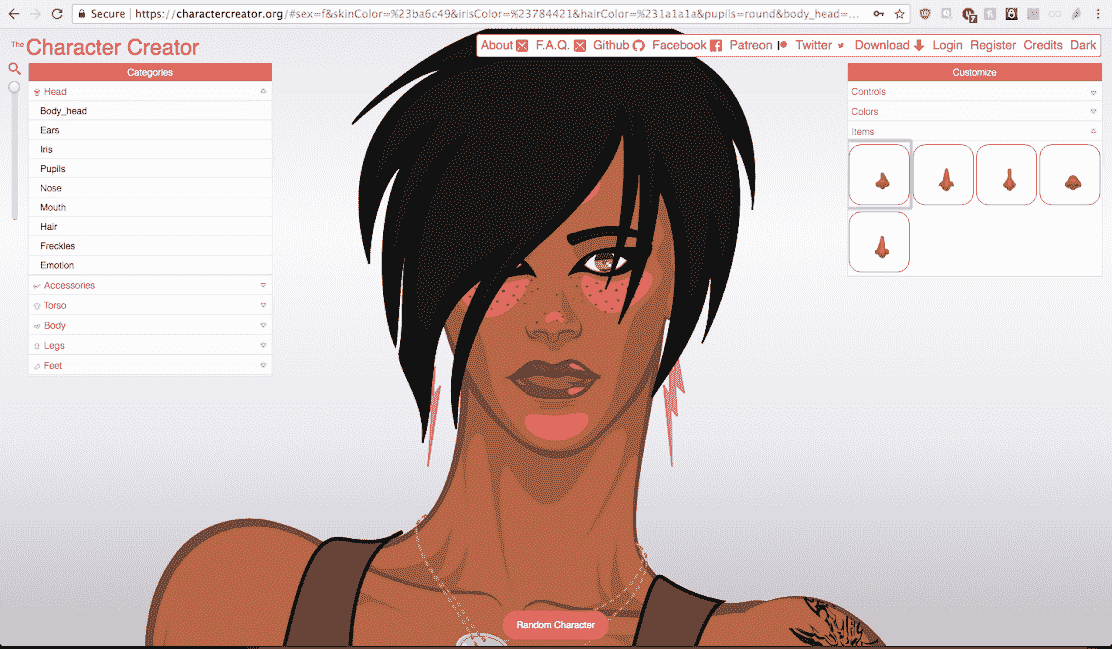 Secure | https://charactercreator.org/#sex=f&skinColor=%23ba6c49&irisColor=%23784421&hairColor=%231a1a1a&pupils=round&body_head=...
The Character Creator
About F.A.Q. Github Facebook Patreon Twitter Download Login Register Credits Dark
Categories
Head
Body_head
Ears
Iris
Pupils
Nose
Mouth
Hair
Freckles
Emotion
Accessories
Torso
Body
Legs
Feet
Customize
Controls
Colors
Items
Random Character